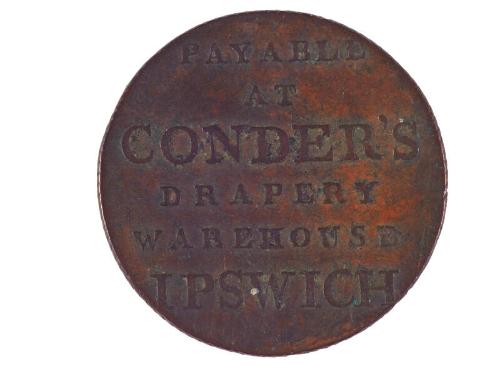 PAYABLE
AT
CONDER'S
DRAPERY
WAREHOUSE
IPSWICH